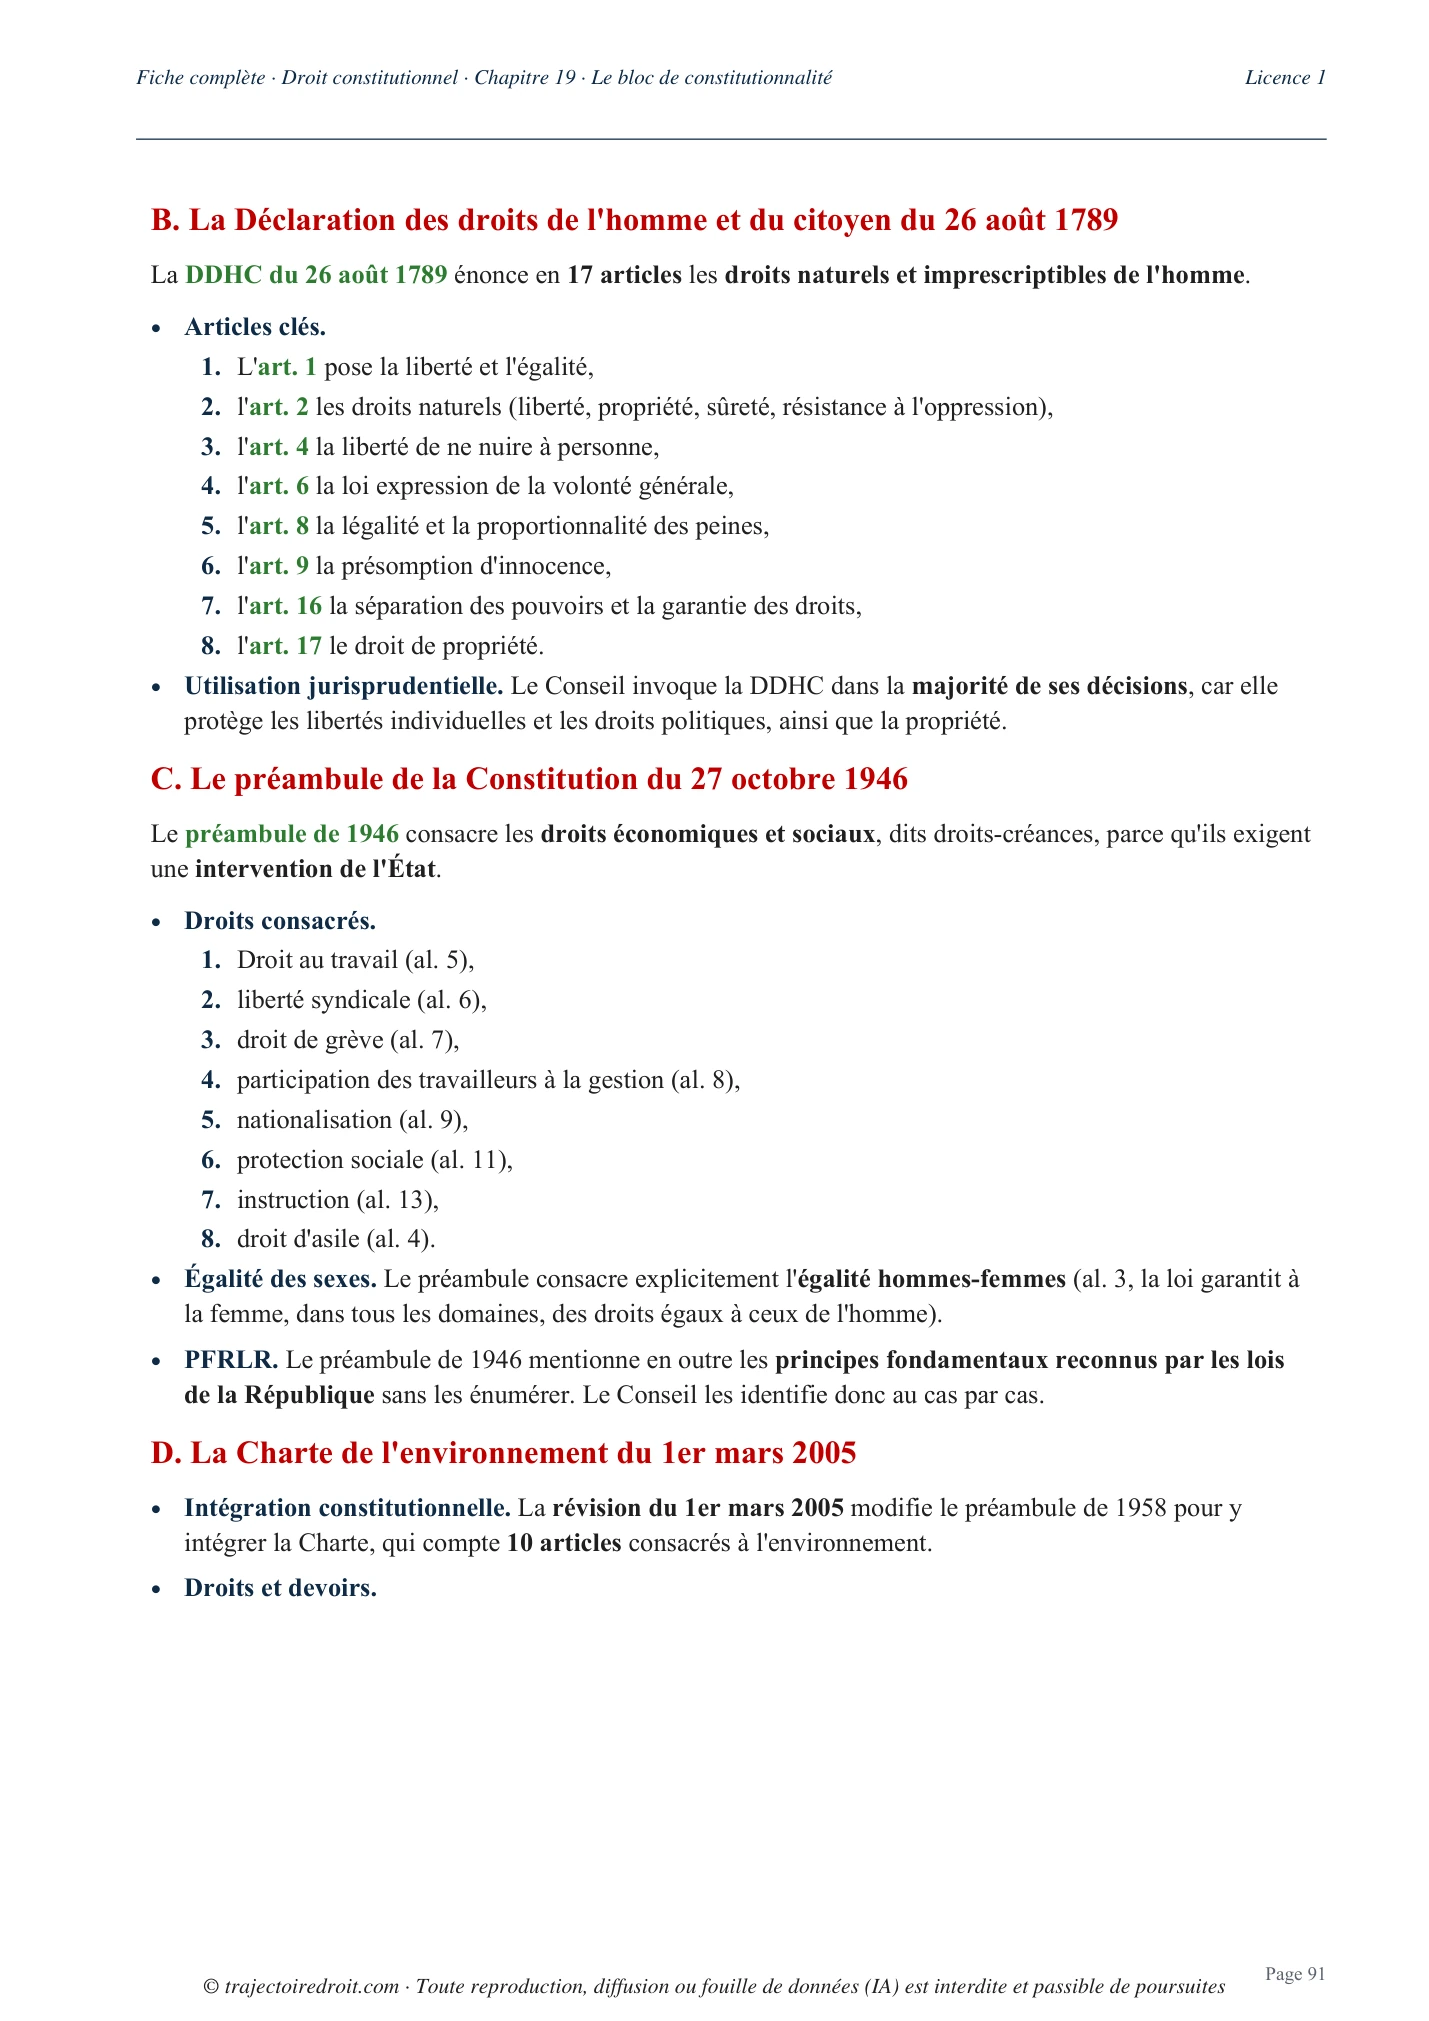 Fiche complète · Droit constitutionnel · Chapitre 19 · Le bloc de constitutionnalité Licence 1
B. La Déclaration des droits de l'homme et du citoyen du 26 août 1789
La DDHC du 26 août 1789 énonce en 17 articles les droits naturels et imprescriptibles de l'homme.
• Articles clés.
1. L'art. 1 pose la liberté et l'égalité,
2. l'art. 2 les droits naturels (liberté, propriété, sûreté, résistance à l'oppression),
3. l'art. 4 la liberté de ne nuire à personne,
4. l'art. 6 la loi expression de la volonté générale,
5. l'art. 8 la légalité et la proportionnalité des peines,
6. l'art. 9 la présomption d'innocence,
7. l'art. 16 la séparation des pouvoirs et la garantie des droits,
8. l'art. 17 le droit de propriété.
• Utilisation jurisprudentielle. Le Conseil invoque la DDHC dans la majorité de ses décisions, car elle
protège les libertés individuelles et les droits politiques, ainsi que la propriété.
C. Le préambule de la Constitution du 27 octobre 1946
Le préambule de 1946 consacre les droits économiques et sociaux, dits droits-créances, parce qu'ils exigent
une intervention de l'État.
• Droits consacrés.
1. Droit au travail (al. 5),
2. liberté syndicale (al. 6),
3. droit de grève (al. 7),
4. participation des travailleurs à la gestion (al. 8),
5. nationalisation (al. 9),
6. protection sociale (al. 11),
7. instruction (al. 13),
8. droit d'asile (al. 4).
• Égalité des sexes. Le préambule consacre explicitement l'égalité hommes-femmes (al. 3, la loi garantit à
la femme, dans tous les domaines, des droits égaux à ceux de l'homme).
• PFRLR. Le préambule de 1946 mentionne en outre les principes fondamentaux reconnus par les lois
de la République sans les énumérer. Le Conseil les identifie donc au cas par cas.
D. La Charte de l'environnement du 1er mars 2005
• Intégration constitutionnelle. La révision du 1er mars 2005 modifie le préambule de 1958 pour y
intégrer la Charte, qui compte 10 articles consacrés à l'environnement.
• Droits et devoirs.
© trajectoiredroit.com · Toute reproduction, diffusion ou fouille de données (IA) est interdite et passible de poursuites
Page 91